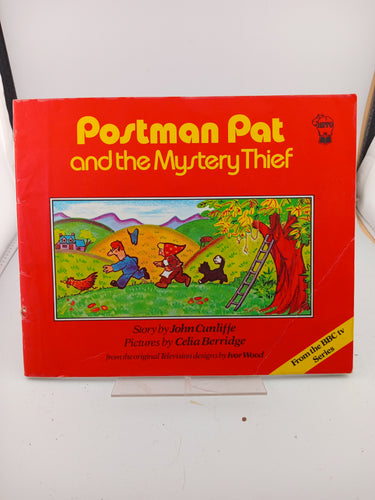 Postman Pat
and the Mystery Thief
Story by John Cunliffe
Pictures by Celia Berridge
from the original Television designs by Ivor Wood
From the BBC tv
Series